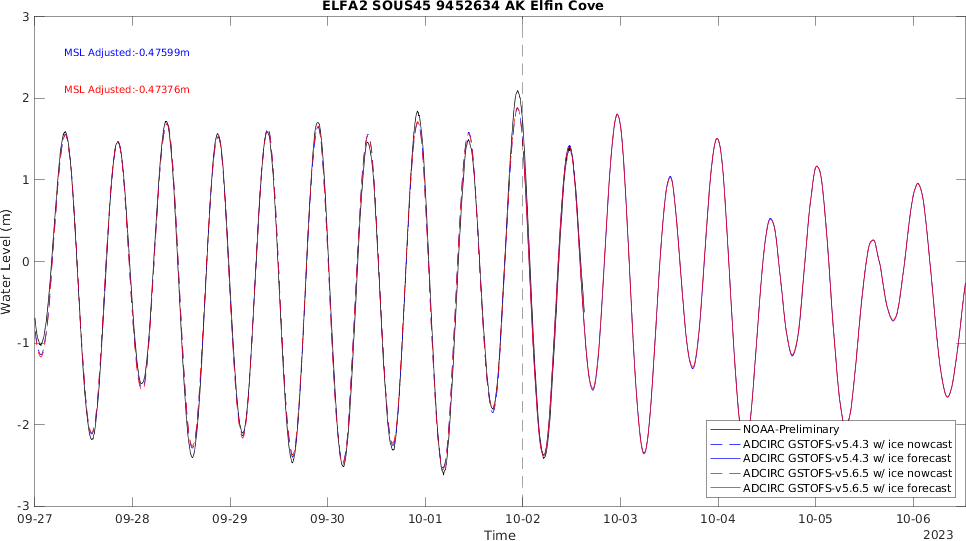 ELFA2 SOUS45 9452634 AK Elfin Cove
MSL Adjusted:-0.47599m
MSL Adjusted:-0.47376m
Water Level (m)
3
2
1
0
-1
-2
-3
NOAA-Preliminary
ADCIRC GSTOFS-v5.4.3 w/ ice nowcast
ADCIRC GSTOFS-v5.4.3 w/ ice forecast
ADCIRC GSTOFS-v5.6.5 w/ ice nowcast
ADCIRC GSTOFS-v5.6.5 w/ ice forecast
09-27 09-28 09-29 09-30 10-01 10-02 10-03 10-04 10-05 10-06
Time
2023